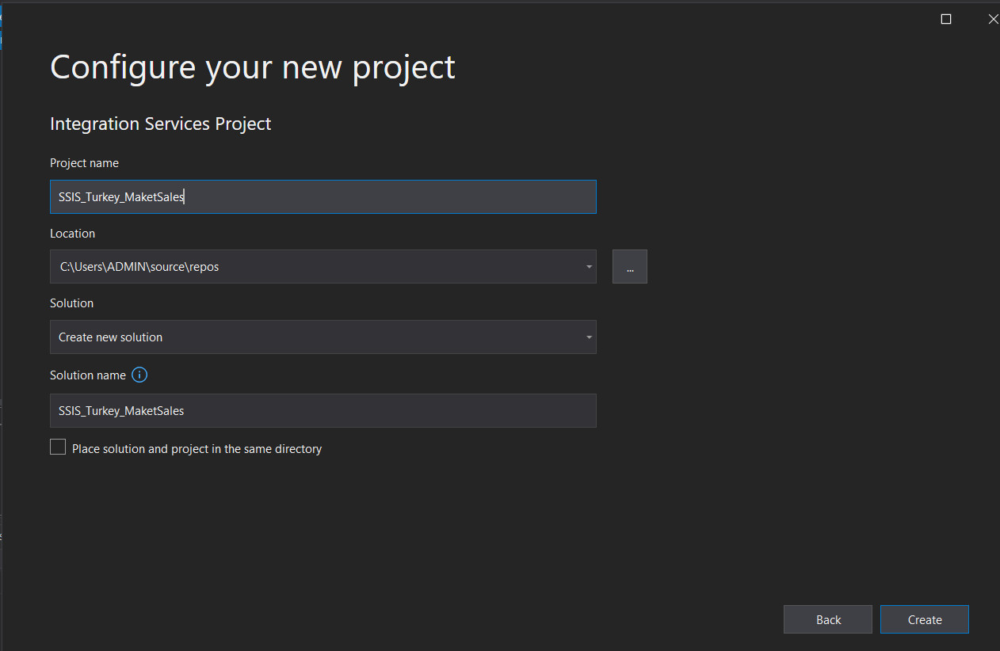 Configure your new project
Integration Services Project
Project name
SSIS_Turkey_MaketSales
Location
C:\Users\ADMIN\source\repos
...
Solution
Create new solution
Solution name
SSIS_Turkey_MaketSales
Place solution and project in the same directory
Back
Create